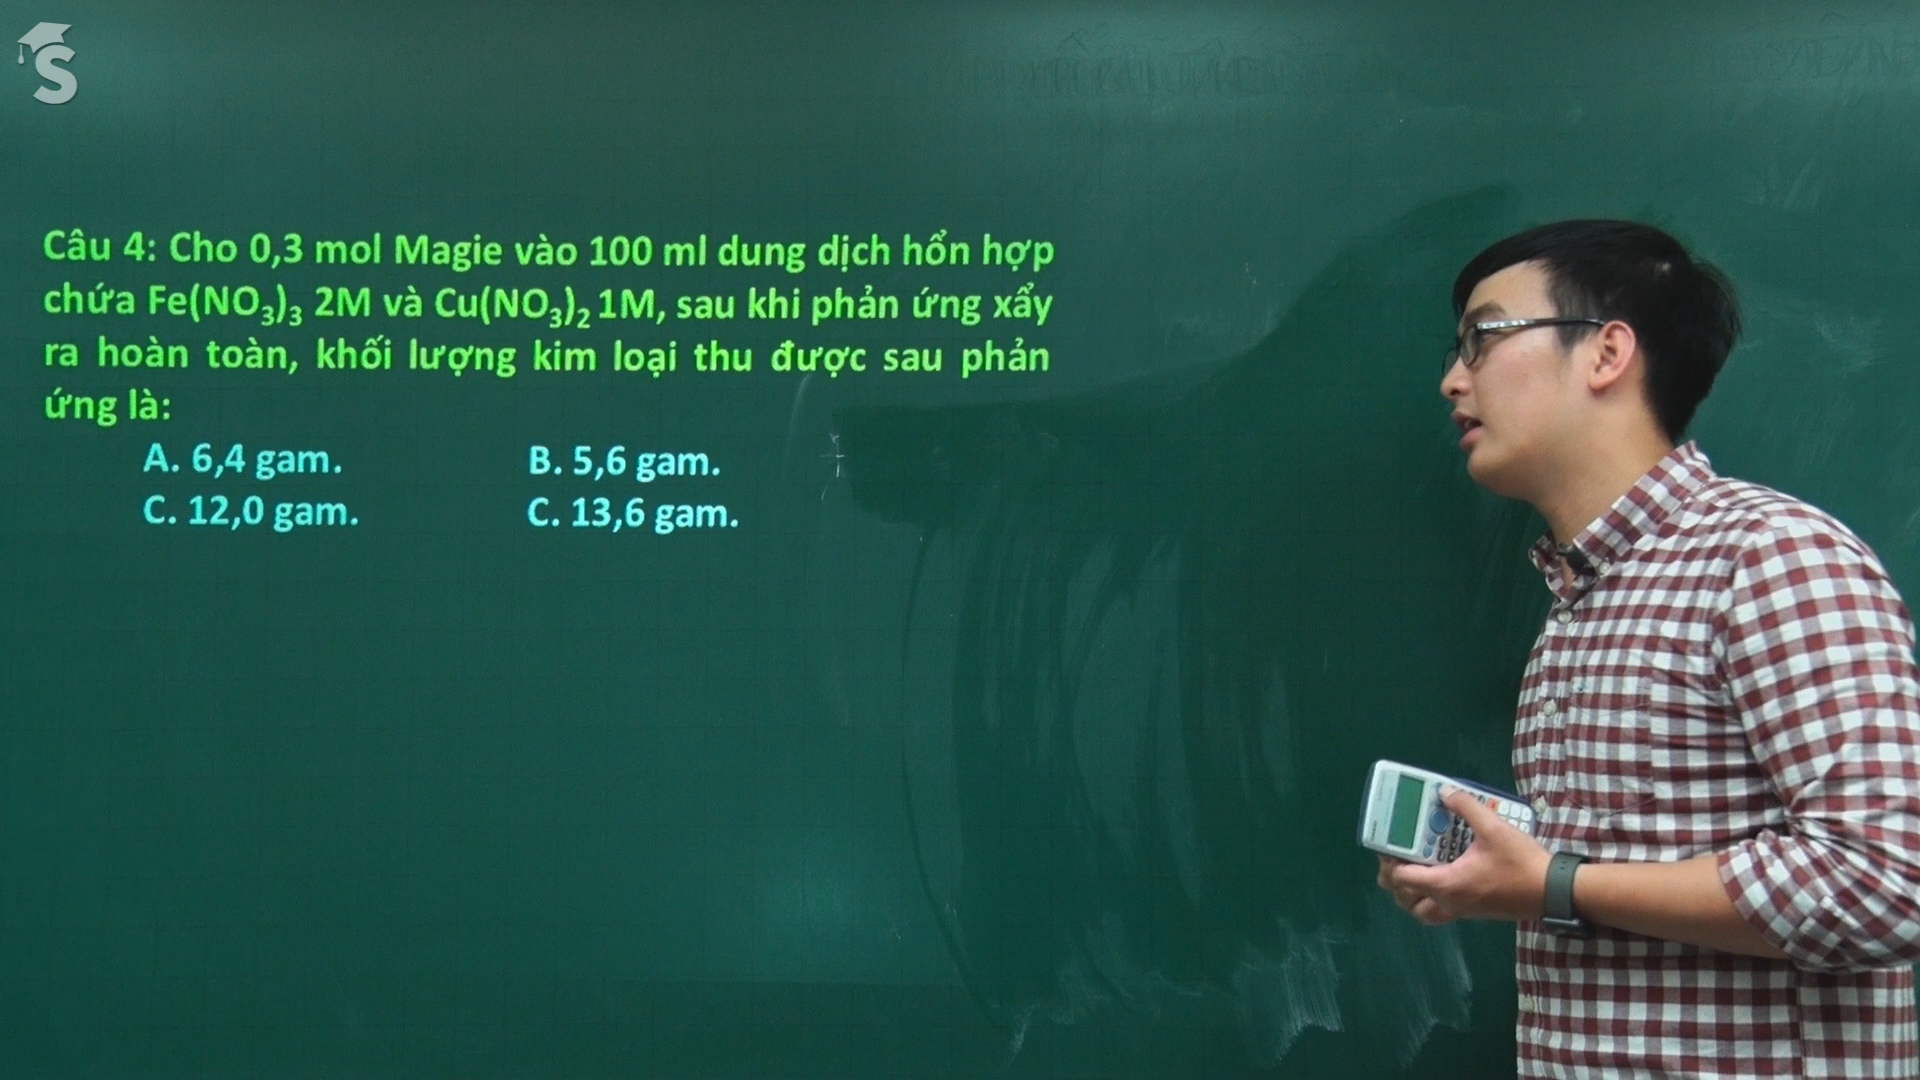 S
Câu 4: Cho 0,3 mol Magie vào 100 ml dung dịch hổn hợp
chứa Fe(NO₃)₃ 2M và Cu(NO₃)₂ 1M, sau khi phản ứng xẩy
ra hoàn toàn, khối lượng kim loại thu được sau phản
ứng là:
A. 6,4 gam. B. 5,6 gam.
C. 12,0 gam. C. 13,6 gam.